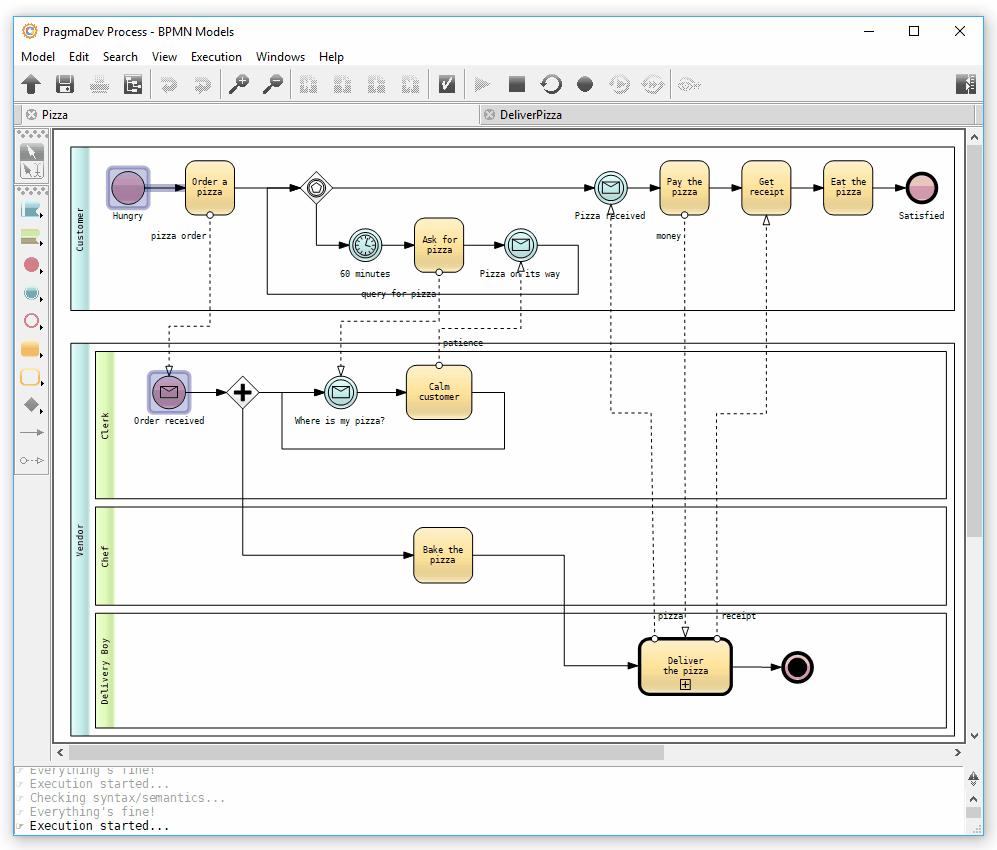 PragmaDev Process - BPMN Models
Model Edit Search View Execution Windows Help
Pizza
DeliverPizza
Customer
Hungry
Order a
pizza
pizza order
60 minutes
Ask for
pizza
query for pizza
Pizza on its way
patience
Pizza received
Pay the
pizza
money
Get
receipt
Eat the
pizza
Satisfied
Vendor
Clerk
Order received
Where is my pizza?
Calm
customer
Chef
Bake the
pizza
Delivery Boy
pizza
receipt
Deliver
the pizza
Everything's fine!
Execution started...
Checking syntax/semantics...
Everything's fine!
Execution started...